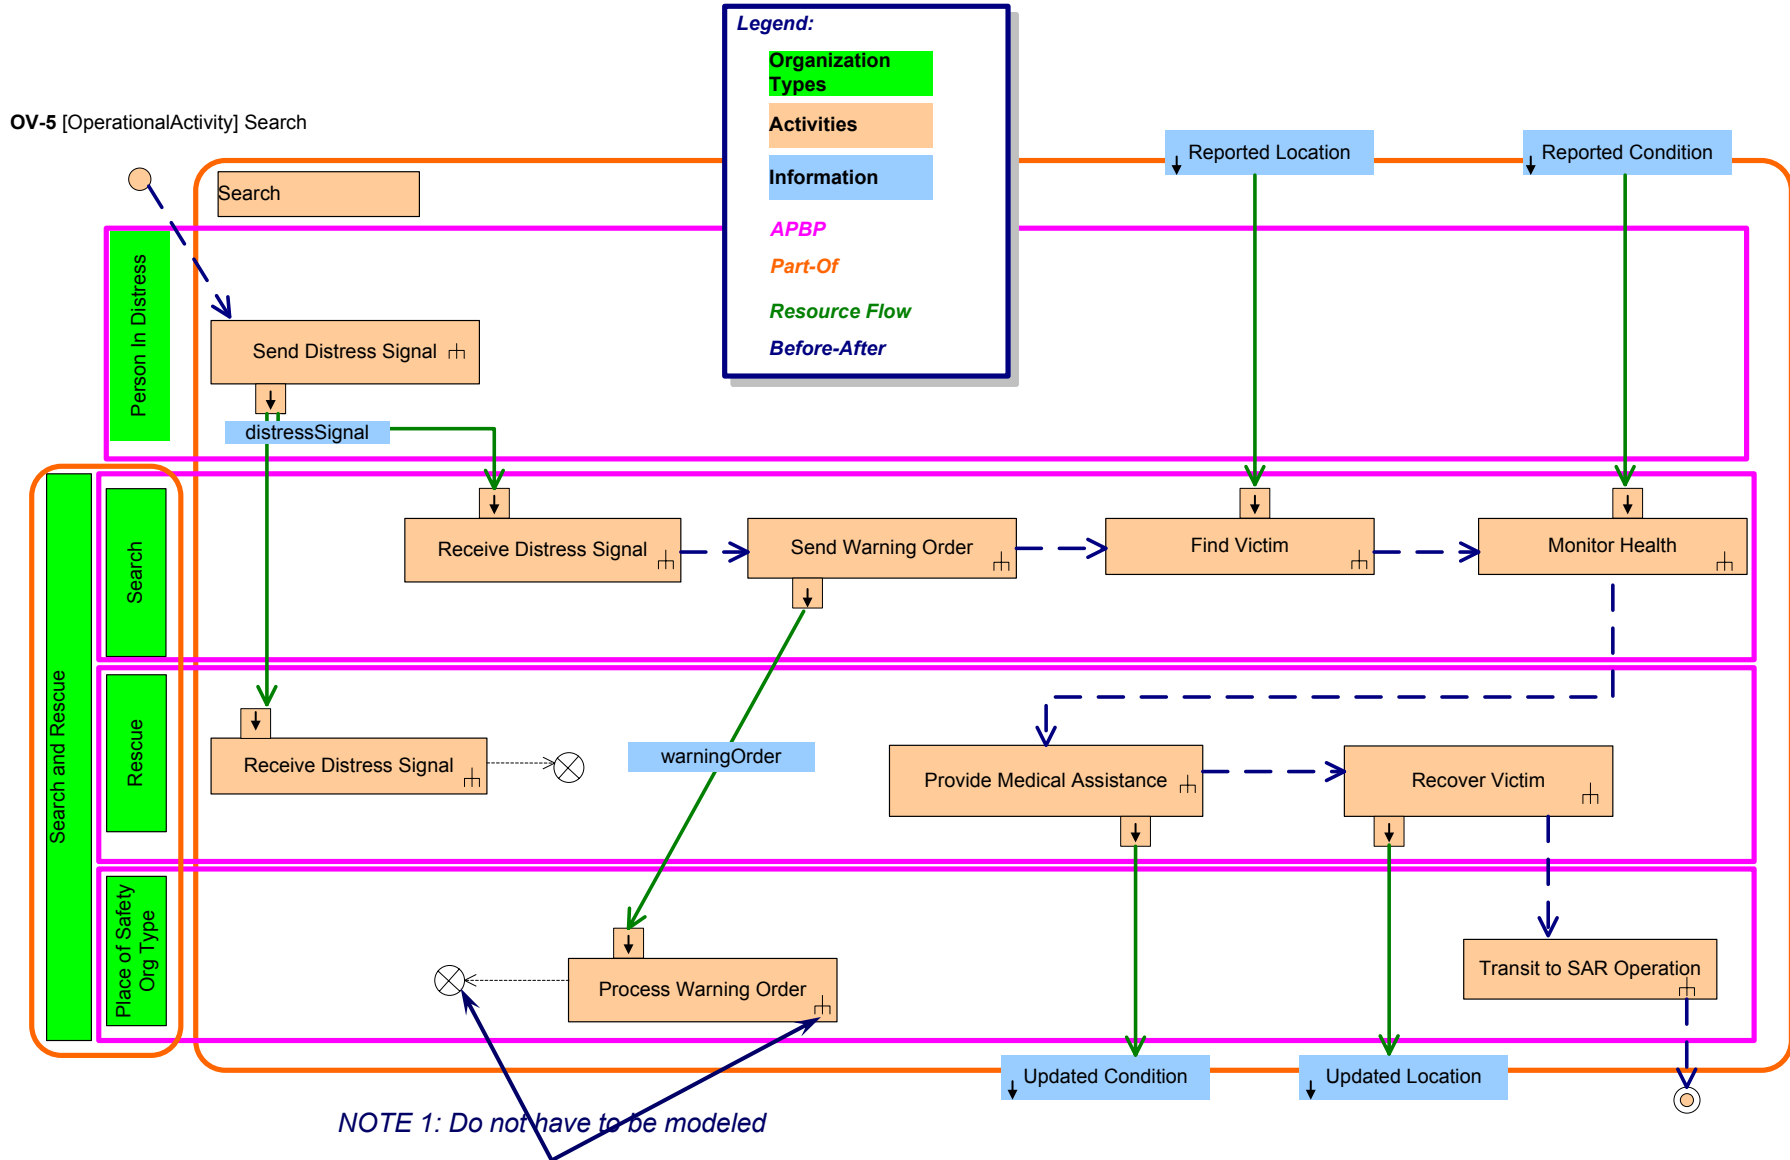 Legend:
Organization
Types
Activities
Information
APBP
Part-Of
Resource Flow
Before-After
OV-5 [OperationalActivity] Search
Reported Location
Reported Condition
Search
Person In Distress
Send Distress Signal
distressSignal
Search and Rescue
Search
Receive Distress Signal
Send Warning Order
Find Victim
Monitor Health
Rescue
Receive Distress Signal
warningOrder
Provide Medical Assistance
Recover Victim
Place of Safety
Org Type
Process Warning Order
Transit to SAR Operation
Updated Condition
Updated Location
NOTE 1: Do not have to be modeled